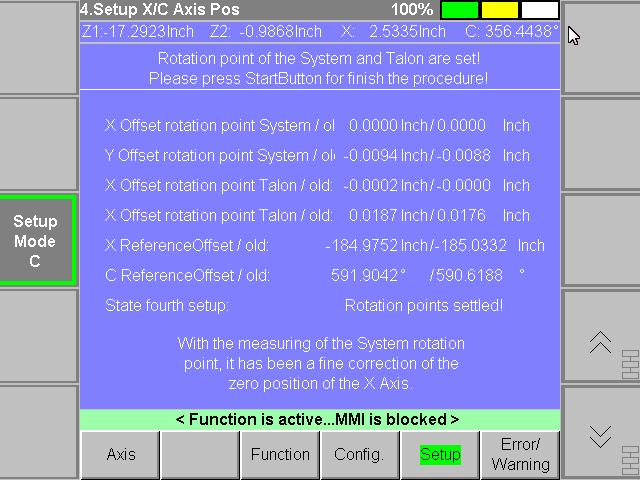 4.Setup X/C Axis Pos 100%
Z1:-17.2923Inch Z2: -0.9868Inch X: 2.5335Inch C: 356.4438°
Rotation point of the System and Talon are set!
Please press StartButton for finish the procedure!
X Offset rotation point System / old 0.0000 Inch/ 0.0000 Inch
Y Offset rotation point System / old -0.0094 Inch/ -0.0088 Inch
X Offset rotation point Talon / old: -0.0002 Inch/ -0.0000 Inch
X Offset rotation point Talon / old: 0.0187 Inch/ 0.0176 Inch
X ReferenceOffset / old: -184.9752 Inch/-185.0332 Inch
C ReferenceOffset / old: 591.9042 ° /590.6188 °
State fourth setup: Rotation points settled!
Setup
Mode
C
With the measuring of the System rotation
point, it has been a fine correction of the
zero position of the X Axis.
< Function is active...MMI is blocked >
Axis Function Config. Setup Error/
Warning